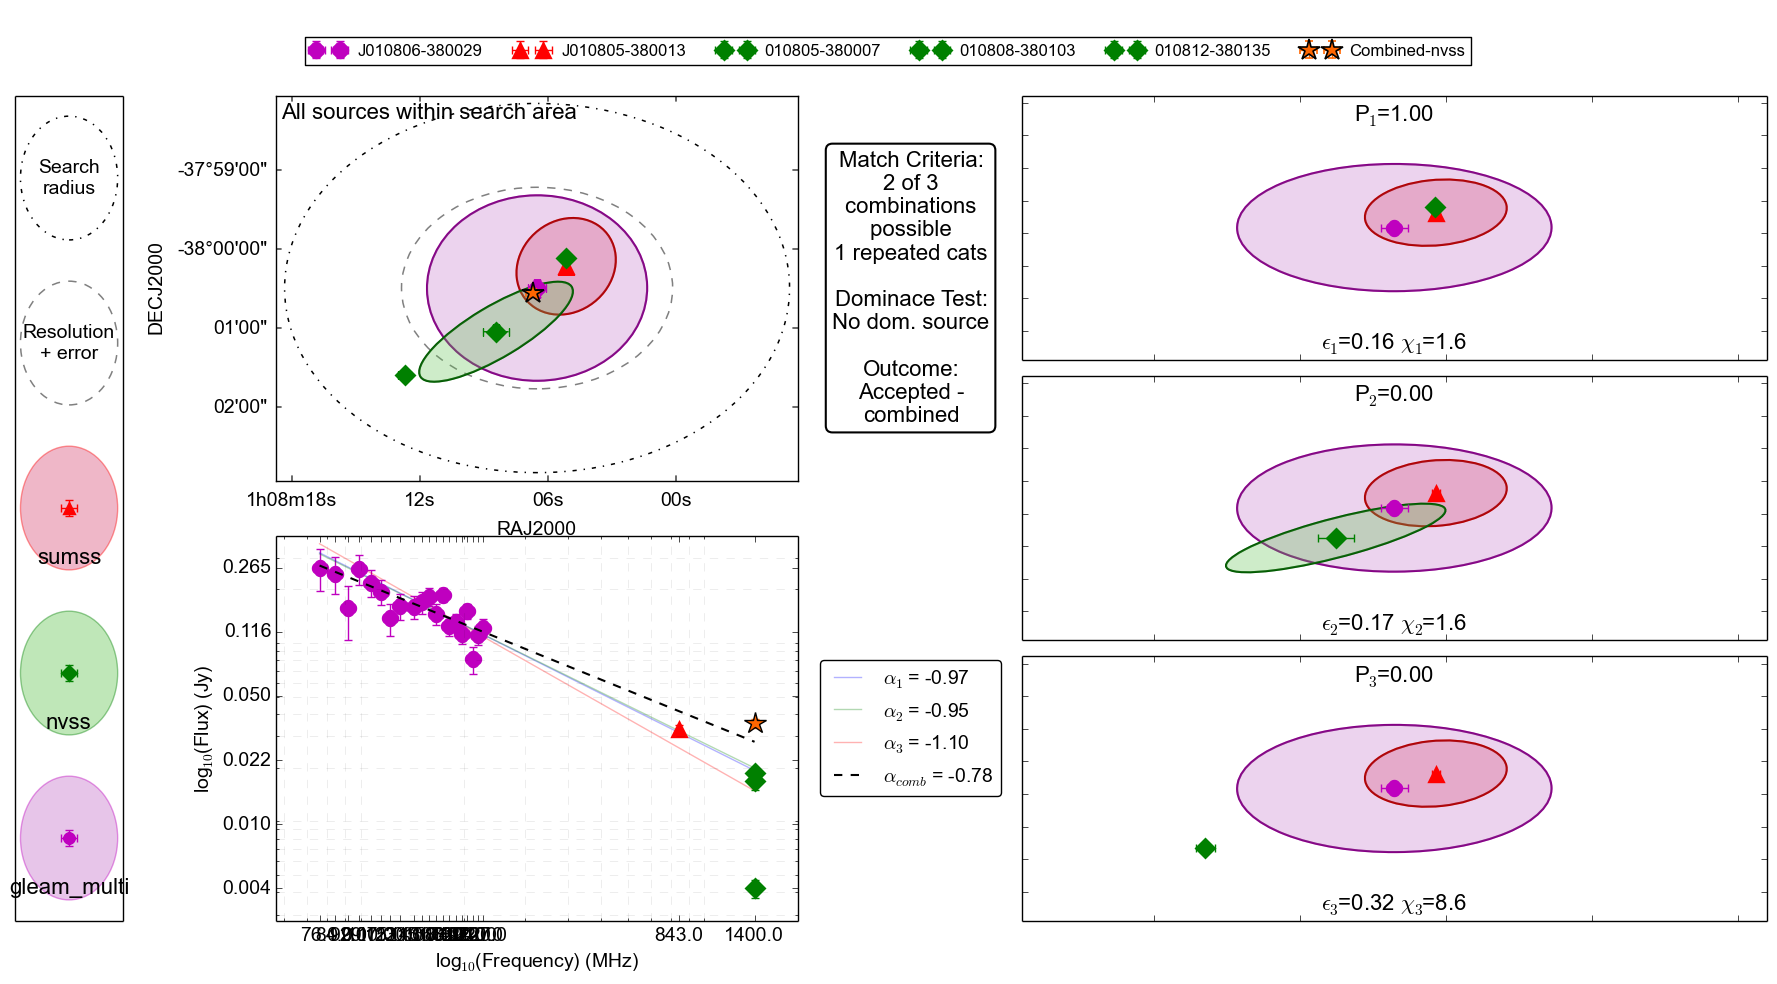 J010806-380029 J010805-380013 010805-380007 010808-380103 010812-380135 Combined-nvss
Search
radius
Resolution
+ error
sumss
nvss
gleam_multi
All sources within search area
DECJ2000
-37°59'00"
-38°00'00"
01'00"
02'00"
1h08m18s 12s 06s 00s
RAJ2000
Match Criteria:
2 of 3
combinations
possible
1 repeated cats
Dominace Test:
No dom. source
Outcome:
Accepted -
combined
log₁₀(Flux) (Jy)
0.265
0.116
0.050
0.022
0.010
0.004
843.0 1400.0
log₁₀(Frequency) (MHz)
α₁ = -0.97
α₂ = -0.95
α₃ = -1.10
α_comb = -0.78
P₁=1.00
ϵ₁=0.16 χ₁=1.6
P₂=0.00
ϵ₂=0.17 χ₂=1.6
P₃=0.00
ϵ₃=0.32 χ₃=8.6